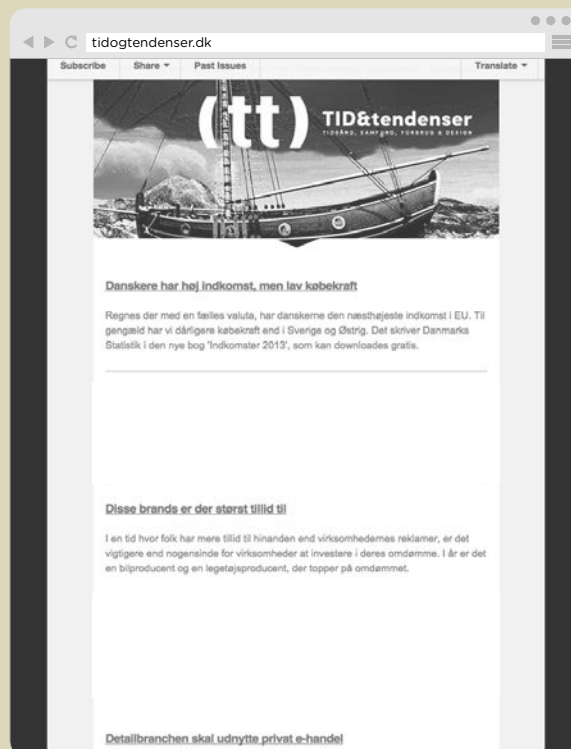 tidogtendenser.dk
Subscribe Share Past Issues Translate
(tt) TID&tendenser
TIDSÅND, SAMFUND, FORBRUG & DESIGN
Danskere har høj indkomst, men lav købekraft
Regnes der med en fælles valuta, har danskerne den næsthøjeste indkomst i EU. Til
gengæld har vi dårligere købekraft end i Sverige og Østrig. Det skriver Danmarks
Statistik i den nye bog 'Indkomster 2013', som kan downloades gratis.
Disse brands er der størst tillid til
I en tid hvor folk har mere tillid til hinanden end virksomhedernes reklamer, er det
vigtigere end nogensinde for virksomheder at investere i deres omdømme. I år er det
en bilproducent og en legetøjsproducent, der topper på omdømmet.
Detailbranchen skal udnytte privat e-handel